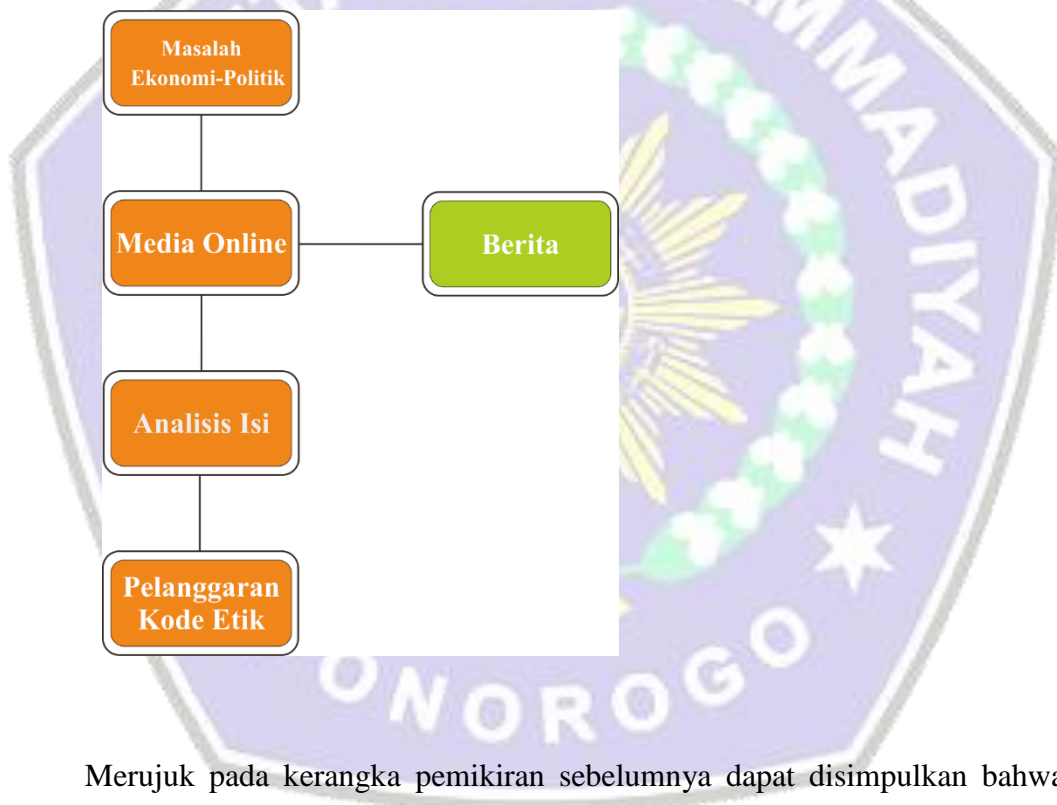 Masalah
Ekonomi-Politik
Media Online
Berita
Analisis Isi
Pelanggaran
Kode Etik
MMADIYAH
ONOROGO
Merujuk pada kerangka pemikiran sebelumnya dapat disimpulkan bahwa